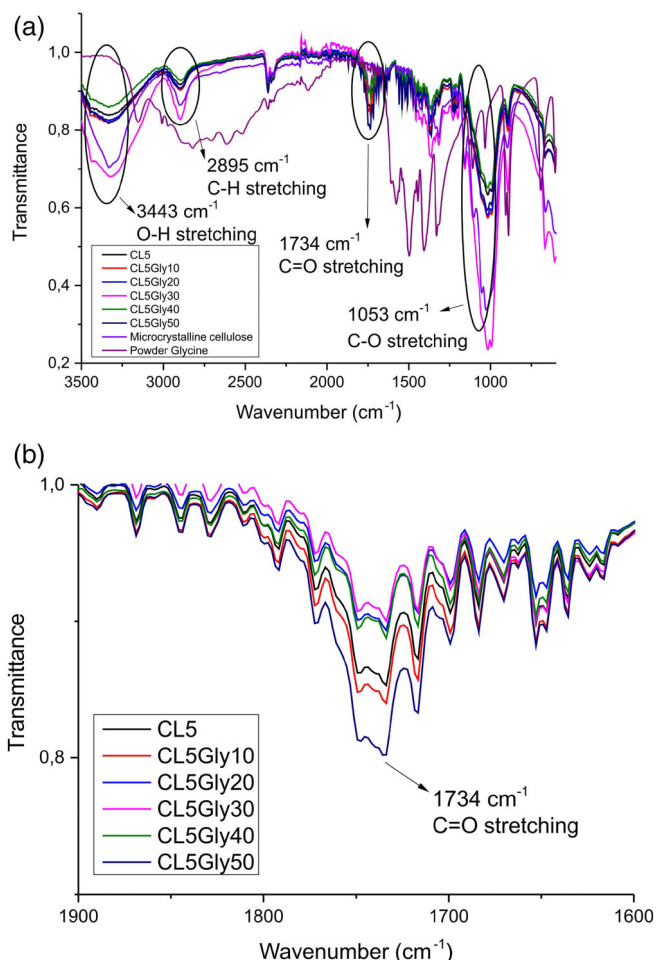 (a)
1,0
0,8
0,6
0,4
0,2
Transmittance
2895 cm⁻¹
C-H stretching
3443 cm⁻¹
O-H stretching
1734 cm⁻¹
C=O stretching
1053 cm⁻¹
C-O stretching
CL5
CL5Gly10
CL5Gly20
CL5Gly30
CL5Gly40
CL5Gly50
Microcrystalline cellulose
Powder Glycine
3500 3000 2500 2000 1500 1000
Wavenumber (cm⁻¹)
(b)
1,0
0,8
Transmittance
CL5
CL5Gly10
CL5Gly20
CL5Gly30
CL5Gly40
CL5Gly50
1734 cm⁻¹
C=O stretching
1900 1800 1700 1600
Wavenumber (cm⁻¹)